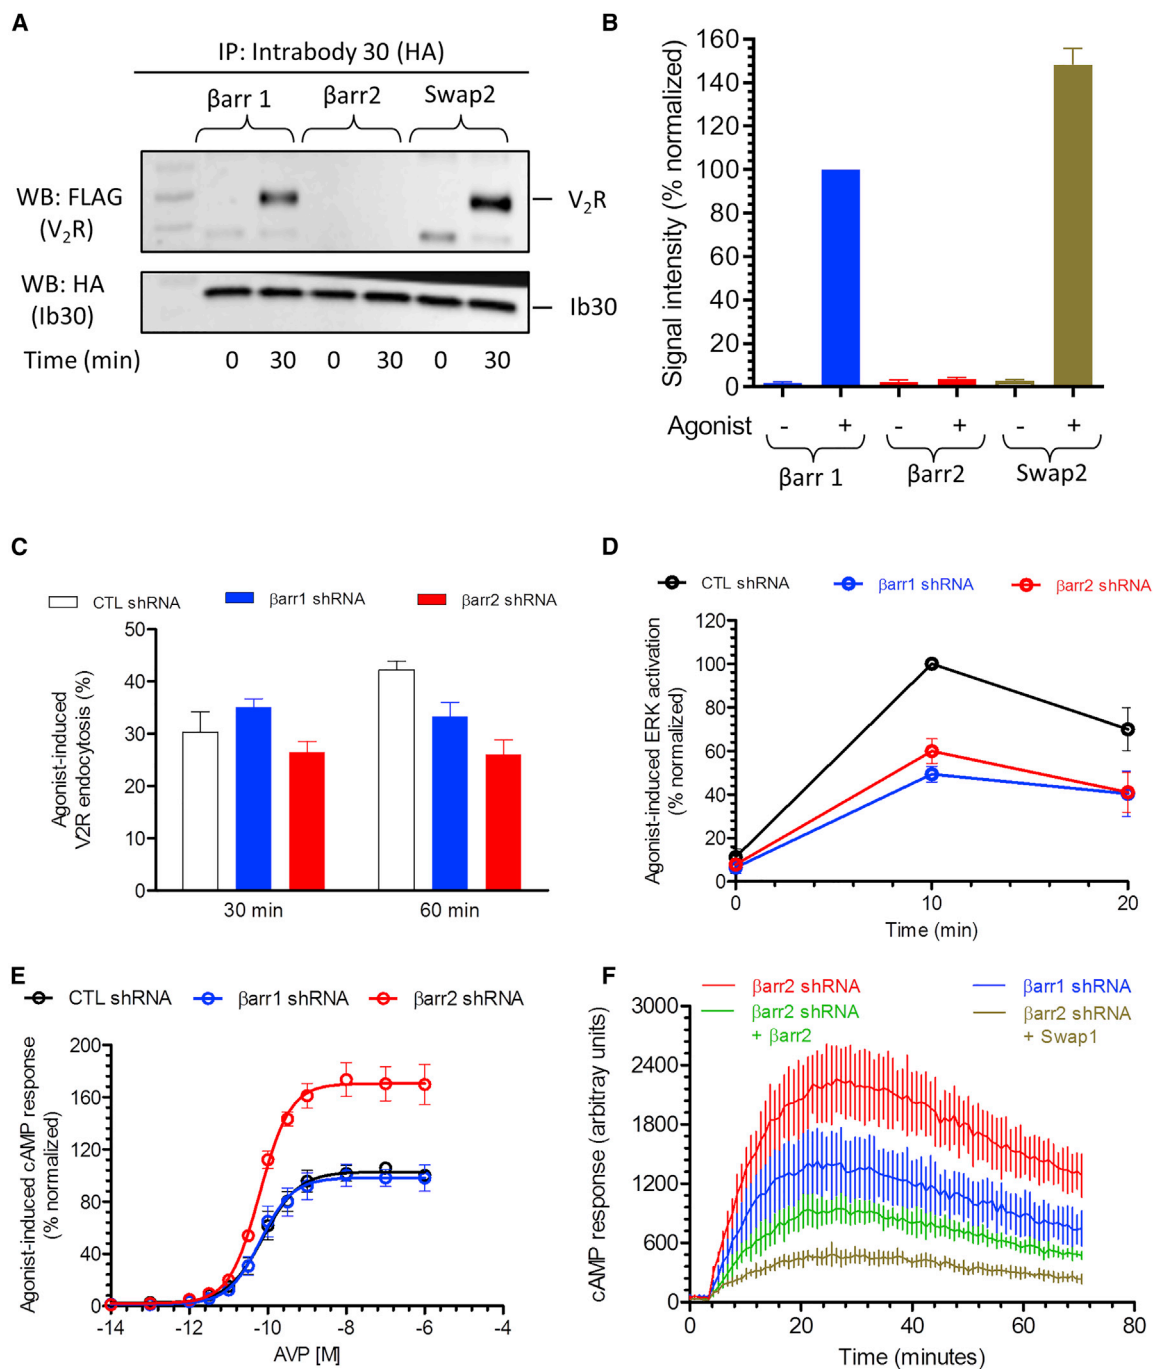 A
IP: Intrabody 30 (HA)
βarr 1 βarr2 Swap2
WB: FLAG
(V2R)
V2R
WB: HA
(Ib30)
Ib30
Time (min) 0 30 0 30 0 30
B
Signal intensity (% normalized)
160
140
120
100
80
60
40
20
0
Agonist - + - + - +
βarr 1 βarr2 Swap2
C
CTL shRNA βarr1 shRNA βarr2 shRNA
Agonist-induced
V2R endocytosis (%)
50
40
30
20
10
0
30 min 60 min
D
CTL shRNA βarr1 shRNA βarr2 shRNA
Agonist-induced ERK activation
(% normalized)
120
100
80
60
40
20
0
0 10 20
Time (min)
E
CTL shRNA βarr1 shRNA βarr2 shRNA
Agonist-induced cAMP response
(% normalized)
200
160
120
80
40
0
-14 -12 -10 -8 -6 -4
AVP [M]
F
βarr2 shRNA βarr1 shRNA
βarr2 shRNA
+ βarr2
βarr2 shRNA
+ Swap1
cAMP response (arbitray units)
3000
2400
1800
1200
600
0
0 20 40 60 80
Time (minutes)